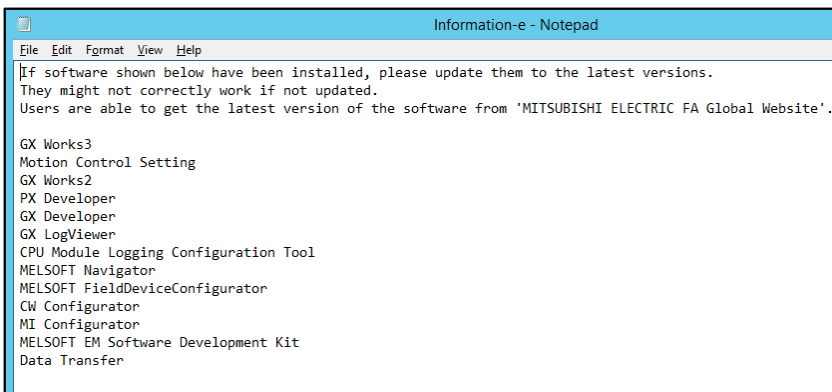 Information-e - Notepad
File Edit Format View Help
If software shown below have been installed, please update them to the latest versions.
They might not correctly work if not updated.
Users are able to get the latest version of the software from 'MITSUBISHI ELECTRIC FA Global Website'.
GX Works3
Motion Control Setting
GX Works2
PX Developer
GX Developer
GX LogViewer
CPU Module Logging Configuration Tool
MELSOFT Navigator
MELSOFT FieldDeviceConfigurator
CW Configurator
MI Configurator
MELSOFT EM Software Development Kit
Data Transfer